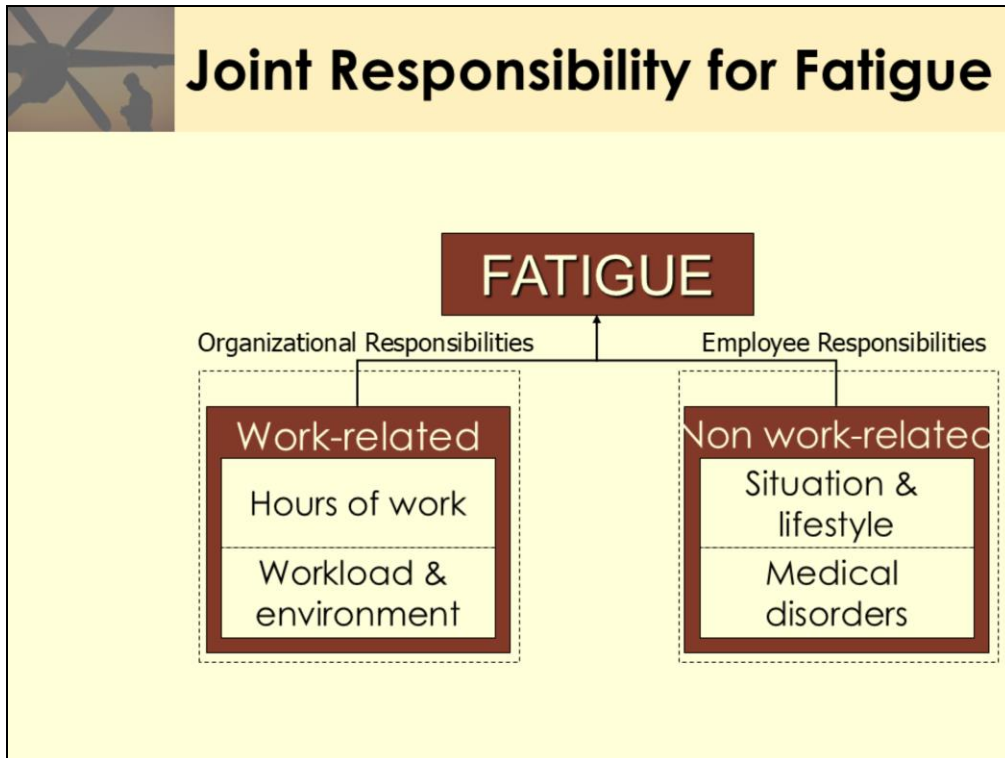 Joint Responsibility for Fatigue
FATIGUE
Organizational Responsibilities
Employee Responsibilities
Work-related
Hours of work
Workload &
environment
Non work-related
Situation &
lifestyle
Medical
disorders